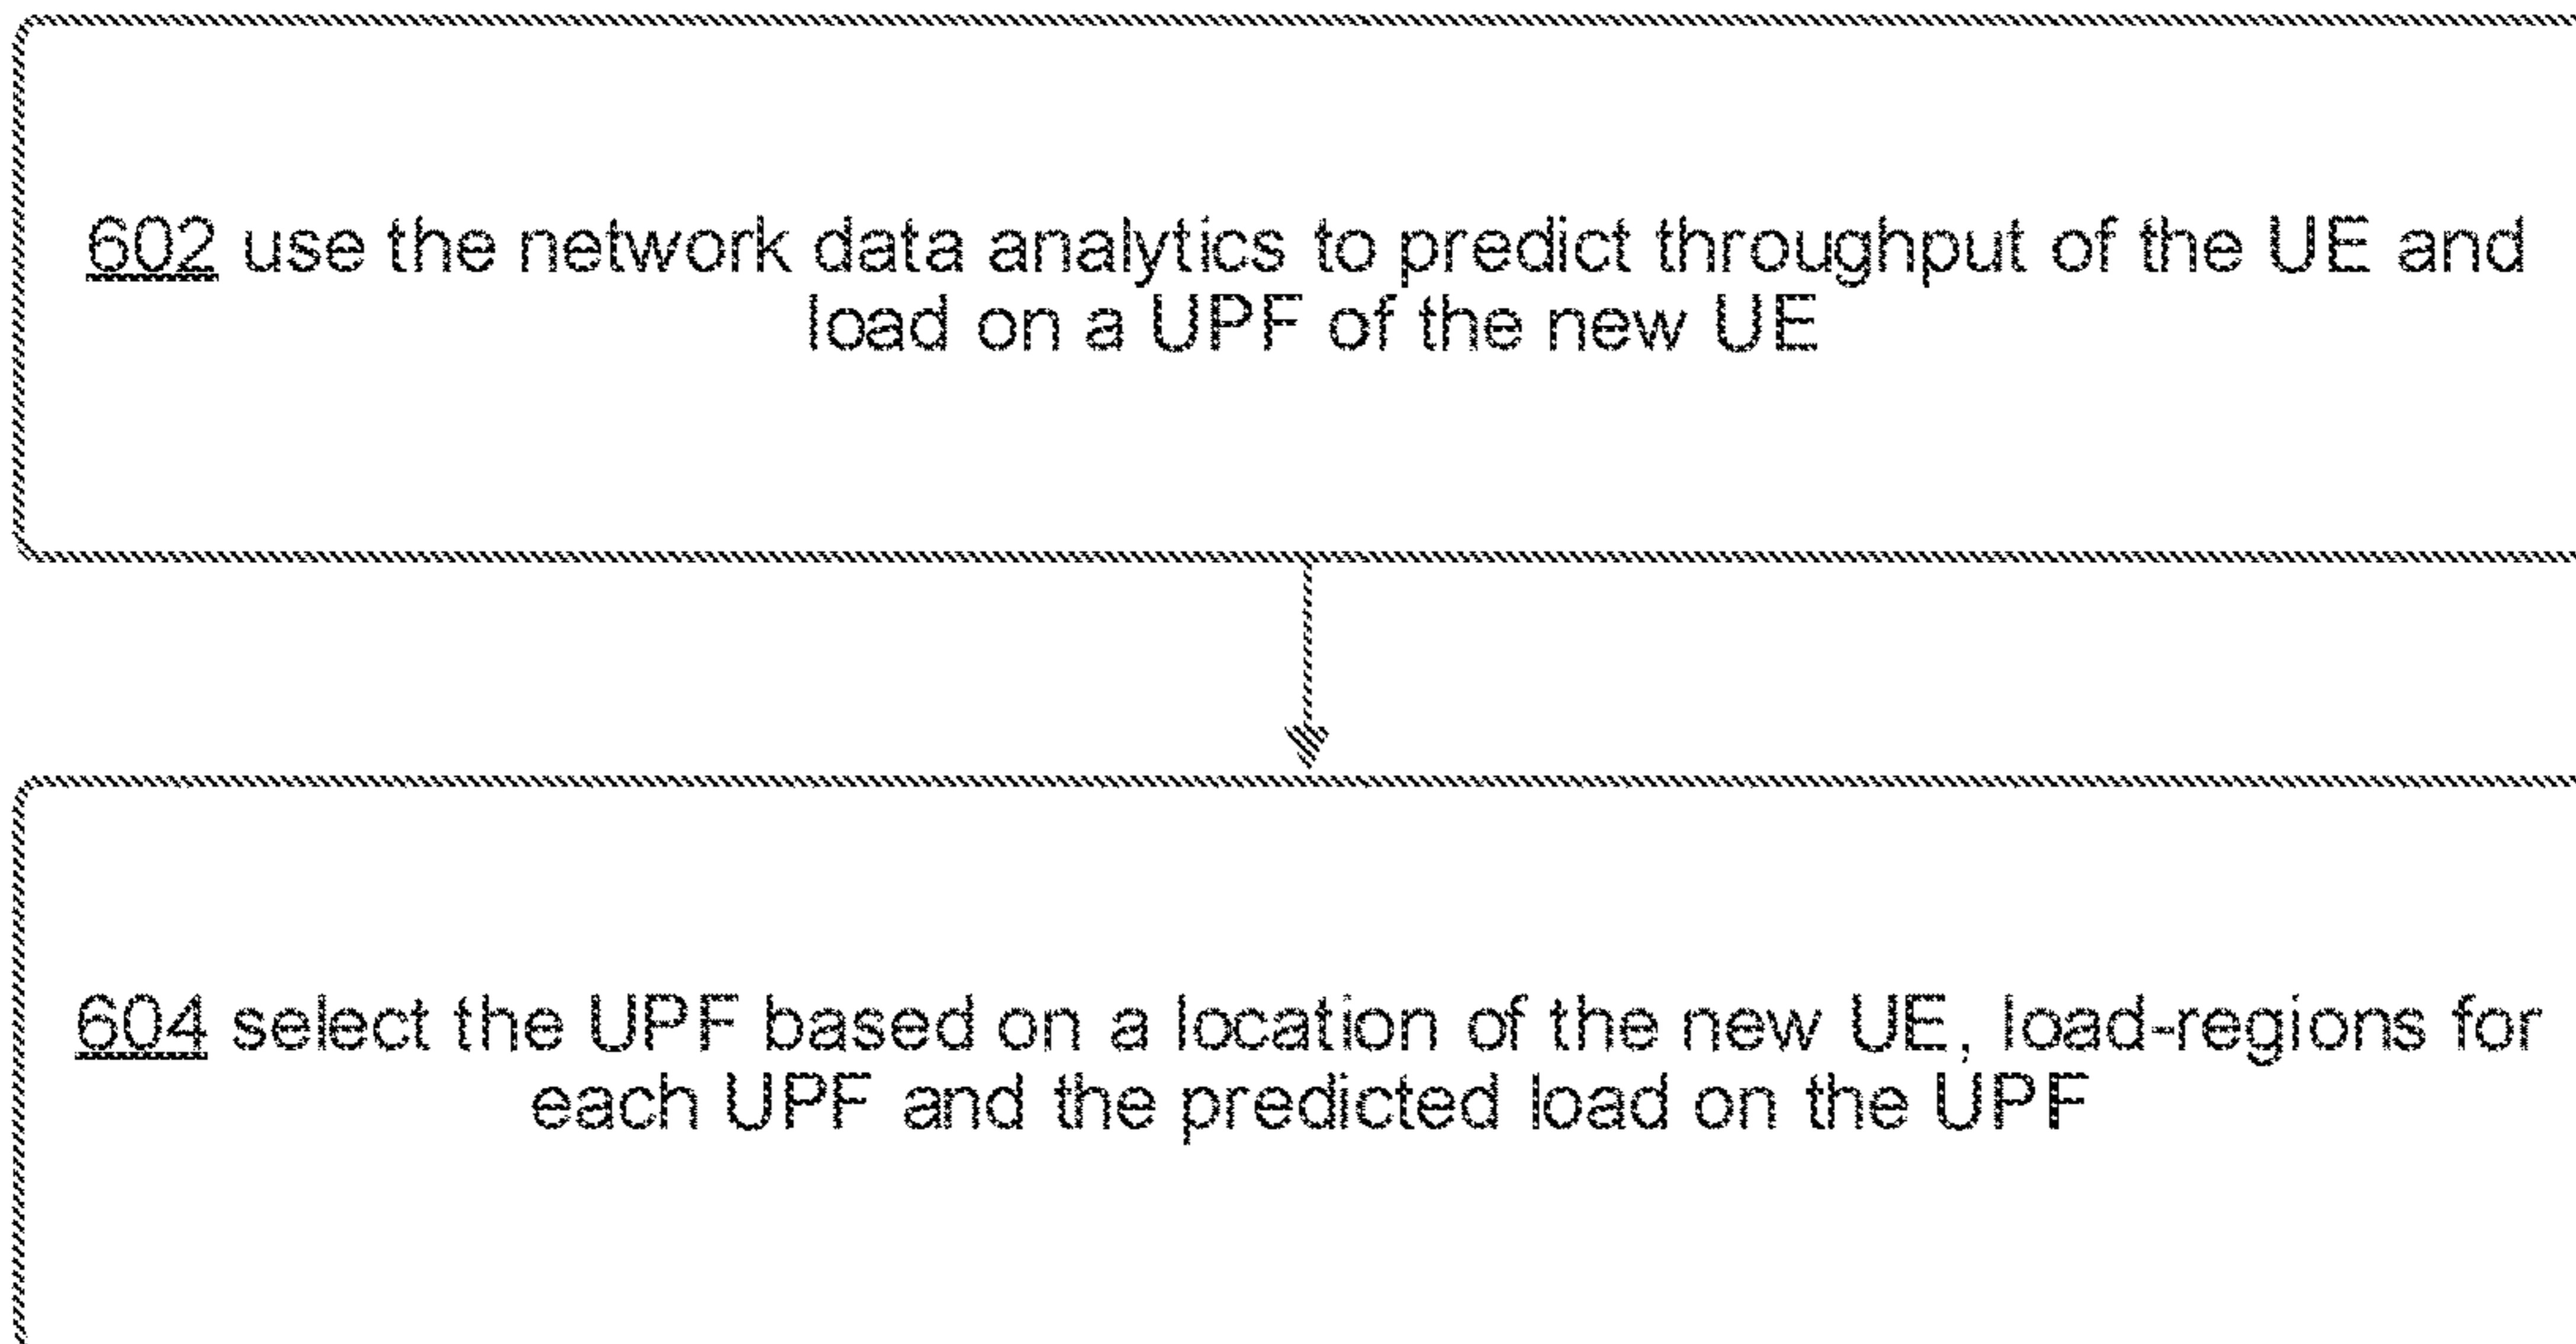 602 use the network data analytics to predict throughput of the UE and
load on a UPF of the new UE
604 select the UPF based on a location of the new UE, load-regions for
each UPF and the predicted load on the UPF